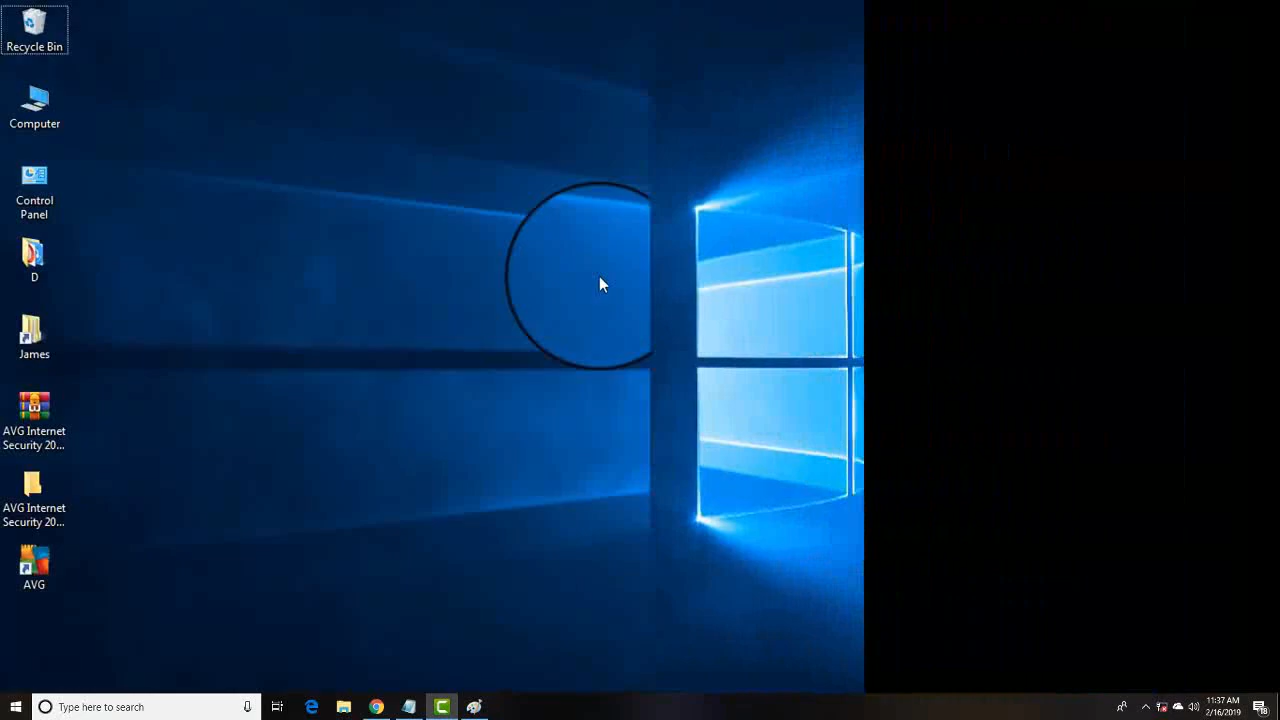 Recycle Bin
Computer
Control
Panel
D
James
AVG Internet
Security 20...
AVG Internet
Security 20...
AVG
Type here to search
11:37 AM
2/16/2019
18